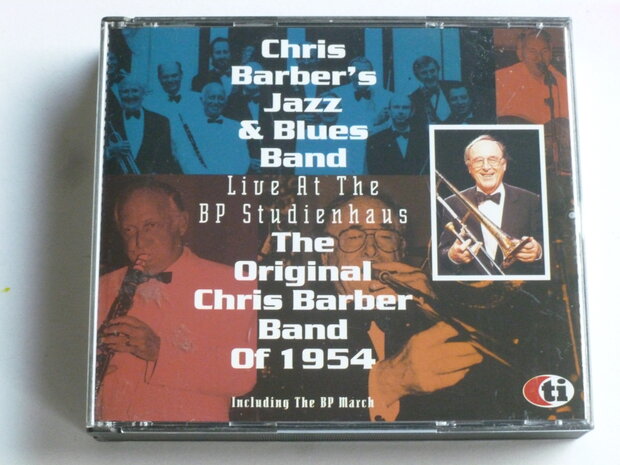 Chris
Barber's
Jazz
& Blues
Band
Live At The
BP Studienhaus
The
Original
Chris Barber
Band
Of 1954
Including The BP March
ti